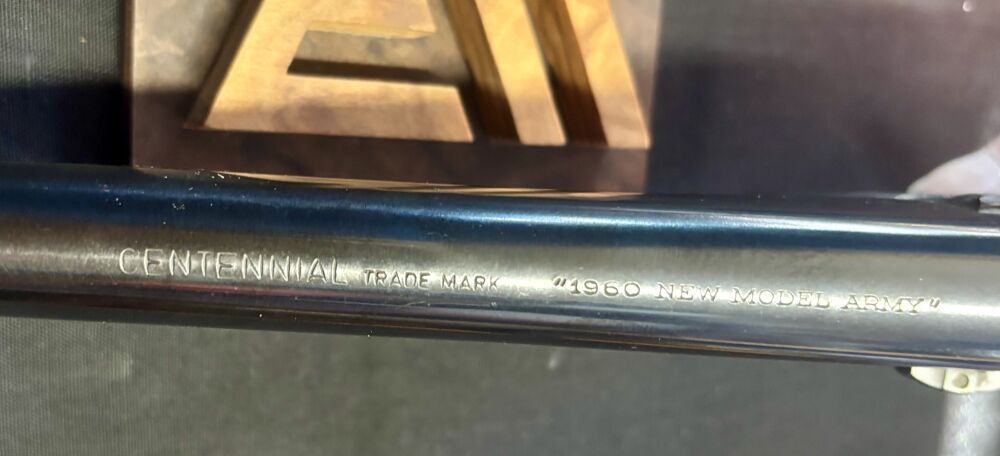 CENTENNIAL TRADE MARK "1960 NEW MODEL ARMY"